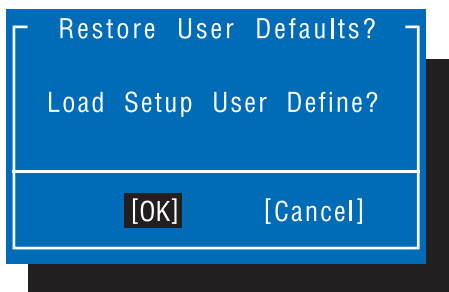 Restore User Defaults?
Load Setup User Define?
[OK] [Cancel]